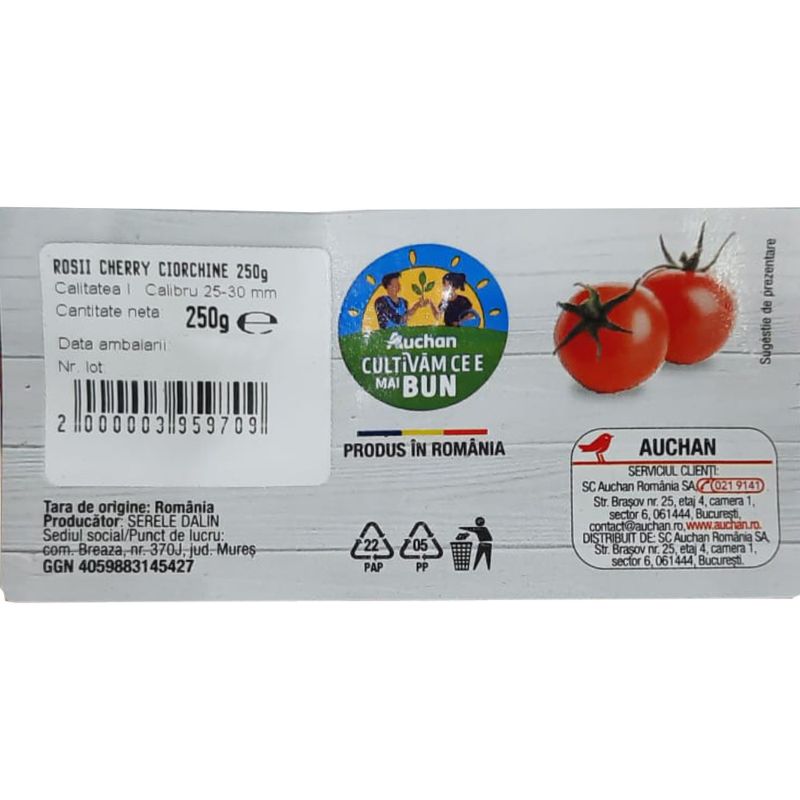 ROSII CHERRY CIORCHINE 250g
Calitatea I Calibru 25-30 mm
Cantitate neta: 250g e
Data ambalarii:
Nr. lot:
2 000003 959709
Auchan
CULTIVĂM CE E
MAI BUN
PRODUS ÎN ROMÂNIA
Sugestie de prezentare
Tara de origine: România
Producător: SERELE DALIN
Sediul social/Punct de lucru:
com. Breaza, nr. 370J, jud. Mureș
GGN 4059883145427
22
PAP
05
PP
AUCHAN
SERVICIUL CLIENȚI:
SC Auchan România SA, 021 9141
Str. Brașov nr. 25, etaj 4, camera 1,
sector 6, 061444, București,
contact@auchan.ro, www.auchan.ro.
DISTRIBUIT DE: SC Auchan România SA,
Str. Brașov nr. 25, etaj 4, camera 1,
sector 6, 061444, București.